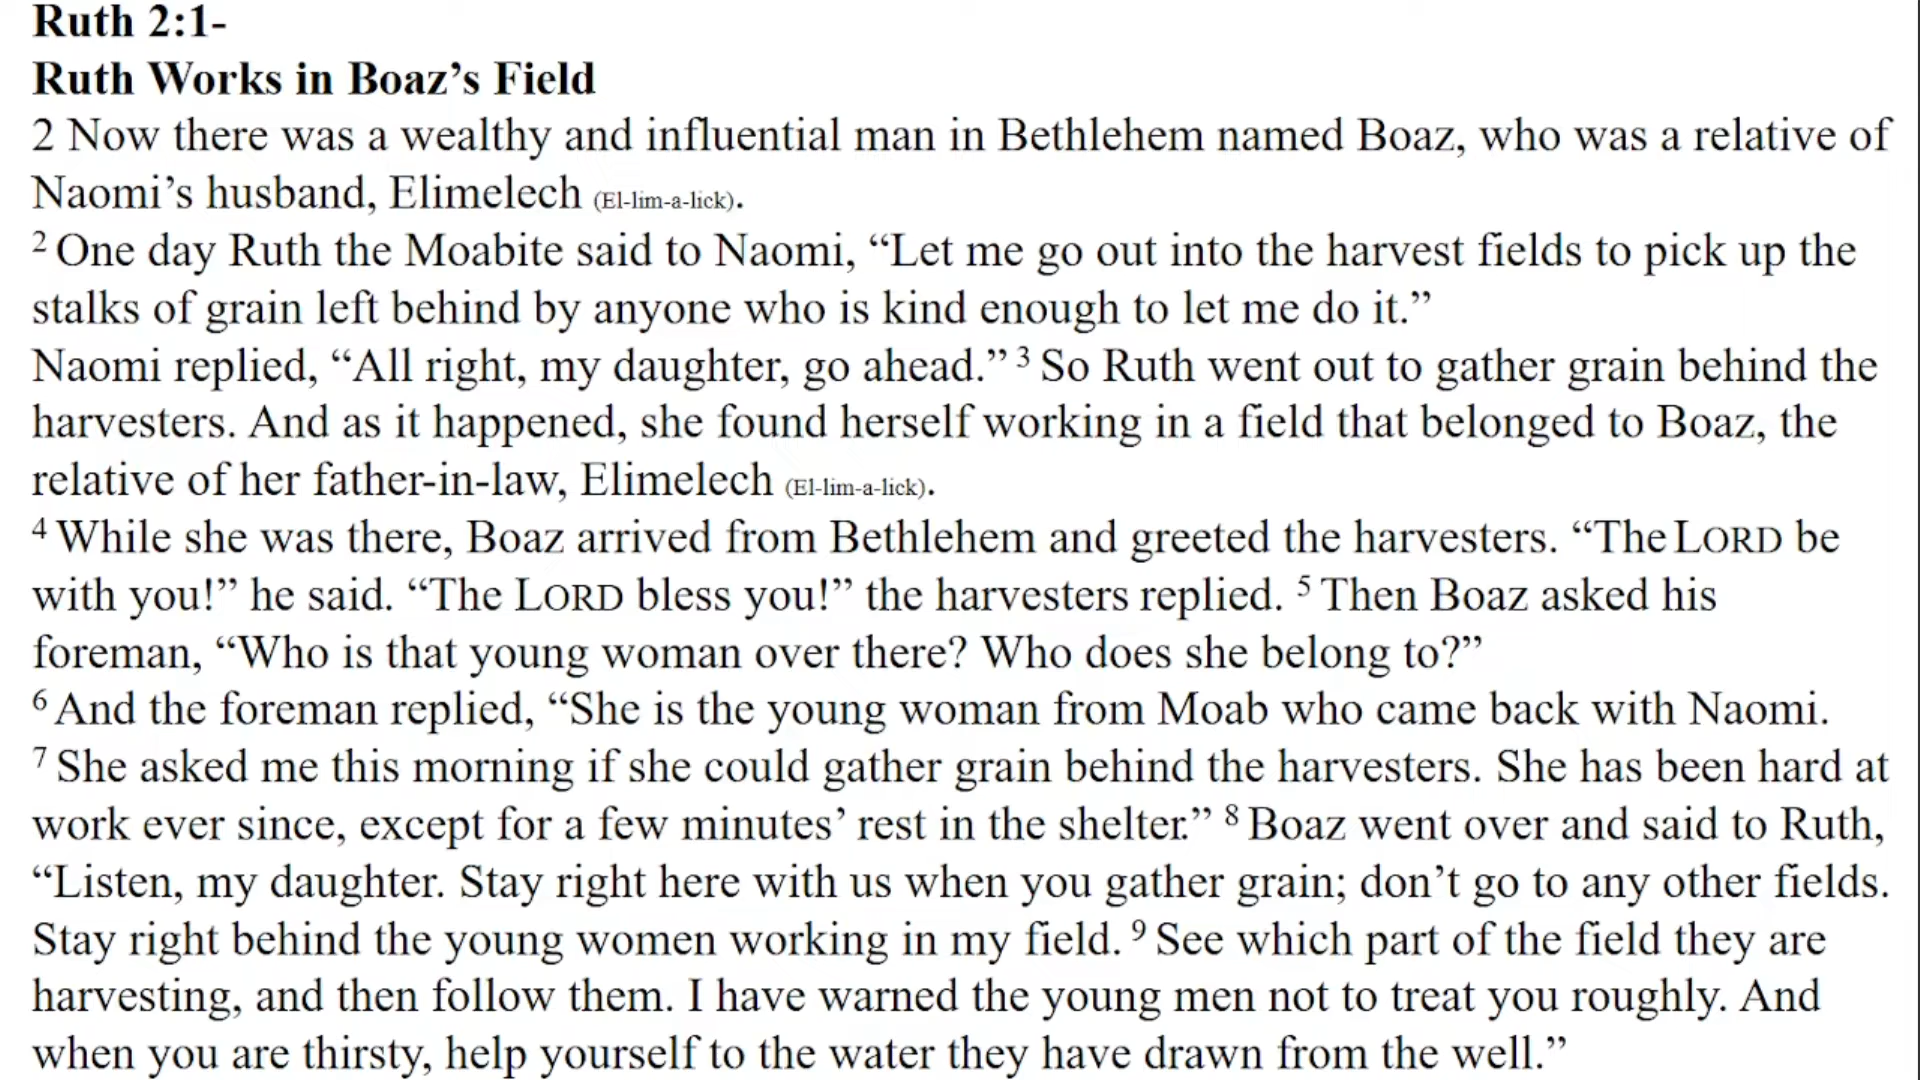 Ruth 2:1-
Ruth Works in Boaz’s Field
2 Now there was a wealthy and influential man in Bethlehem named Boaz, who was a relative of
Naomi’s husband, Elimelech (El-lim-a-lick).
2 One day Ruth the Moabite said to Naomi, “Let me go out into the harvest fields to pick up the
stalks of grain left behind by anyone who is kind enough to let me do it.”
Naomi replied, “All right, my daughter, go ahead.” 3 So Ruth went out to gather grain behind the
harvesters. And as it happened, she found herself working in a field that belonged to Boaz, the
relative of her father-in-law, Elimelech (El-lim-a-lick).
4 While she was there, Boaz arrived from Bethlehem and greeted the harvesters. “The LORD be
with you!” he said. “The LORD bless you!” the harvesters replied. 5 Then Boaz asked his
foreman, “Who is that young woman over there? Who does she belong to?”
6 And the foreman replied, “She is the young woman from Moab who came back with Naomi.
7 She asked me this morning if she could gather grain behind the harvesters. She has been hard at
work ever since, except for a few minutes’ rest in the shelter.” 8 Boaz went over and said to Ruth,
“Listen, my daughter. Stay right here with us when you gather grain; don’t go to any other fields.
Stay right behind the young women working in my field. 9 See which part of the field they are
harvesting, and then follow them. I have warned the young men not to treat you roughly. And
when you are thirsty, help yourself to the water they have drawn from the well.”